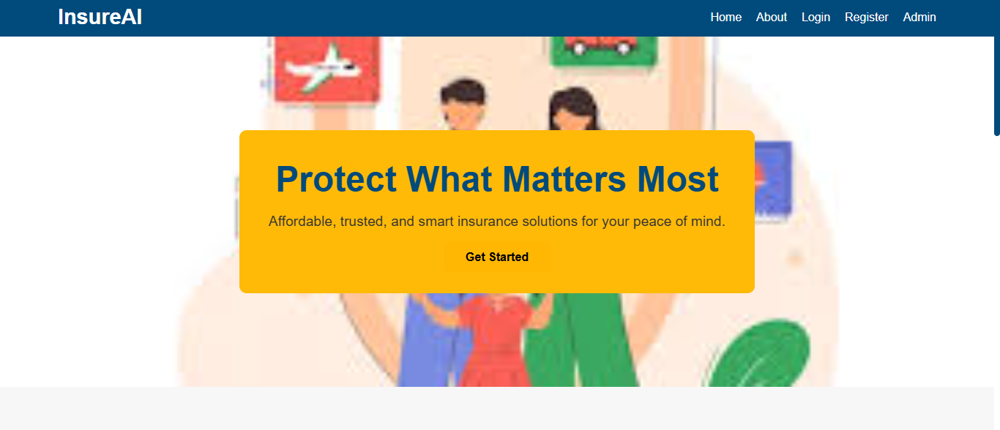 InsureAI
Home About Login Register Admin
Protect What Matters Most
Affordable, trusted, and smart insurance solutions for your peace of mind.
Get Started